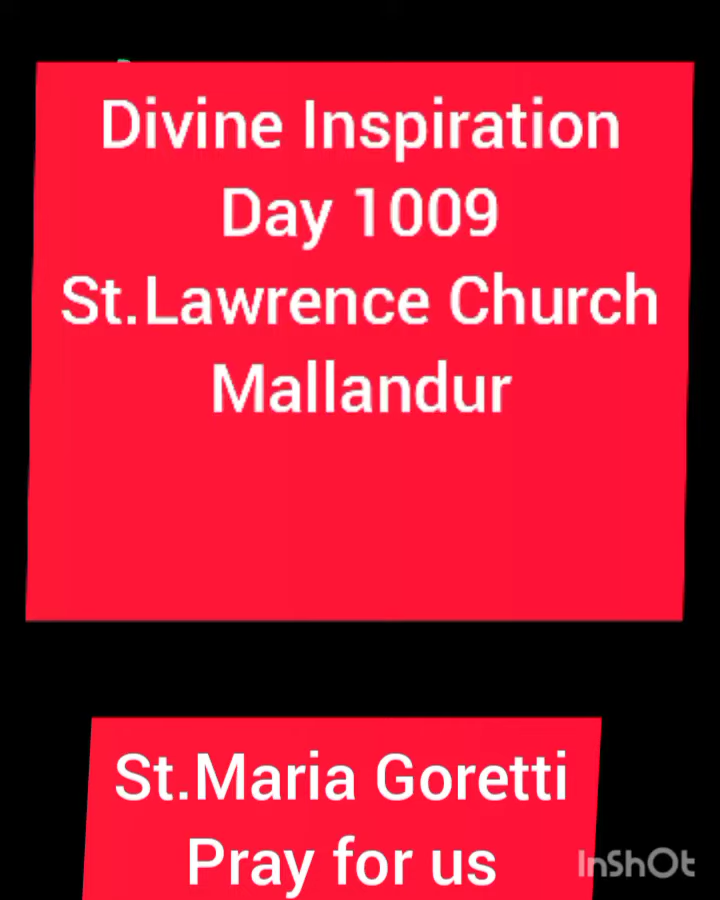 Divine Inspiration
Day 1009
St.Lawrence Church
Mallandur
St.Maria Goretti
Pray for us
InShOt